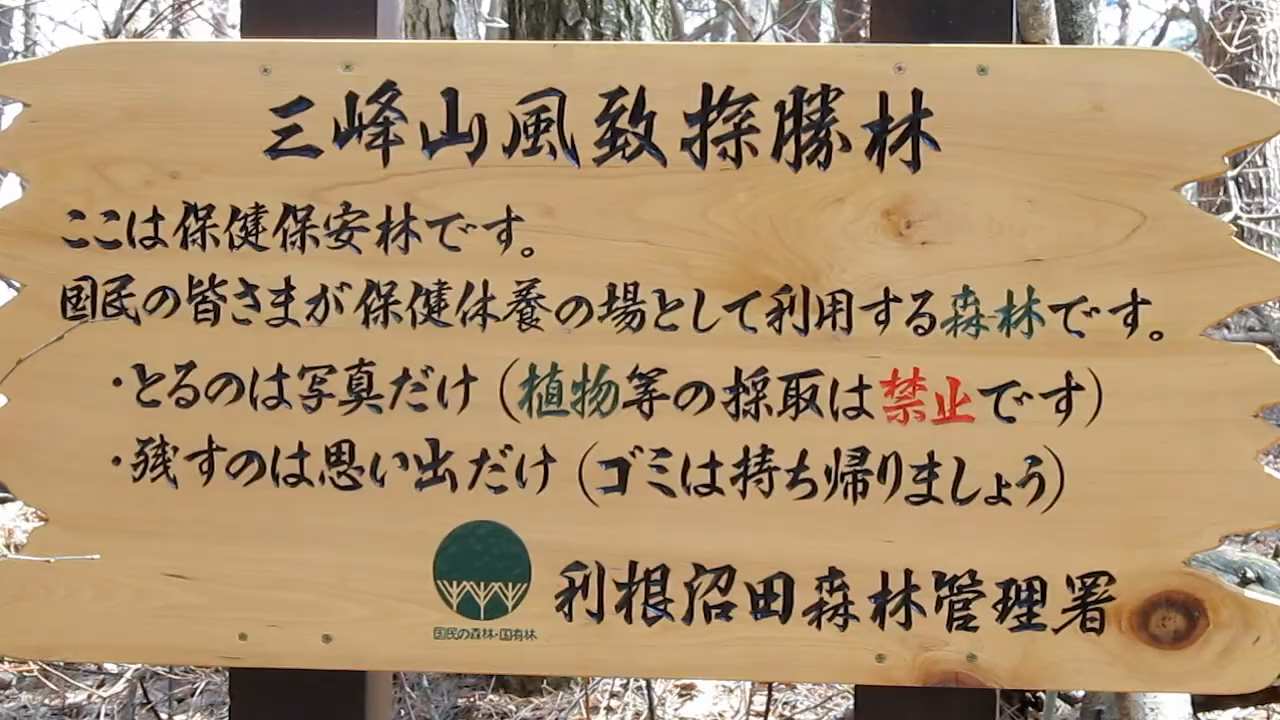 三峰山風致探勝林
ここは保健保安林です。
国民の皆さまが保健休養の場として利用する森林です。
・とるのは写真だけ（植物等の採取は禁止です）
・残すのは思い出だけ（ゴミは持ち帰りましょう）
利根沼田森林管理署
国民の森林・国有林